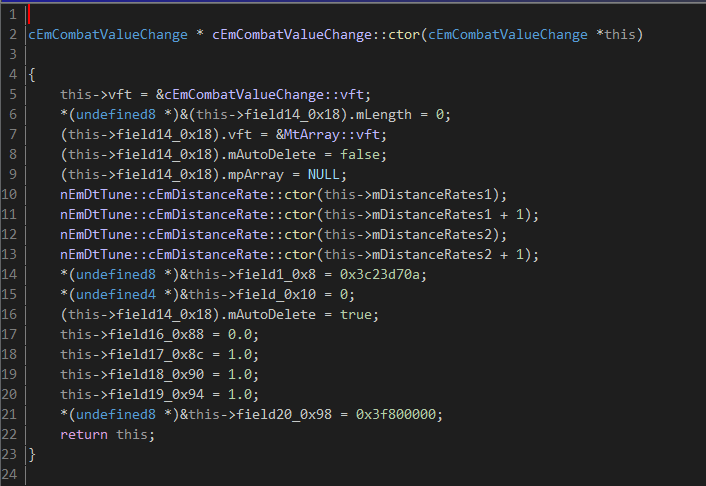 1
2 cEmCombatValueChange * cEmCombatValueChange::ctor(cEmCombatValueChange *this)
3
4 {
5     this->vft = &cEmCombatValueChange::vft;
6     *(undefined8 *)&(this->field14_0x18).mLength = 0;
7     (this->field14_0x18).vft = &MtArray::vft;
8     (this->field14_0x18).mAutoDelete = false;
9     (this->field14_0x18).mpArray = NULL;
10     nEmDtTune::cEmDistanceRate::ctor(this->mDistanceRates1);
11     nEmDtTune::cEmDistanceRate::ctor(this->mDistanceRates1 + 1);
12     nEmDtTune::cEmDistanceRate::ctor(this->mDistanceRates2);
13     nEmDtTune::cEmDistanceRate::ctor(this->mDistanceRates2 + 1);
14     *(undefined8 *)&this->field1_0x8 = 0x3c23d70a;
15     *(undefined4 *)&this->field_0x10 = 0;
16     (this->field14_0x18).mAutoDelete = true;
17     this->field16_0x88 = 0.0;
18     this->field17_0x8c = 1.0;
19     this->field18_0x90 = 1.0;
20     this->field19_0x94 = 1.0;
21     *(undefined8 *)&this->field20_0x98 = 0x3f800000;
22     return this;
23 }
24